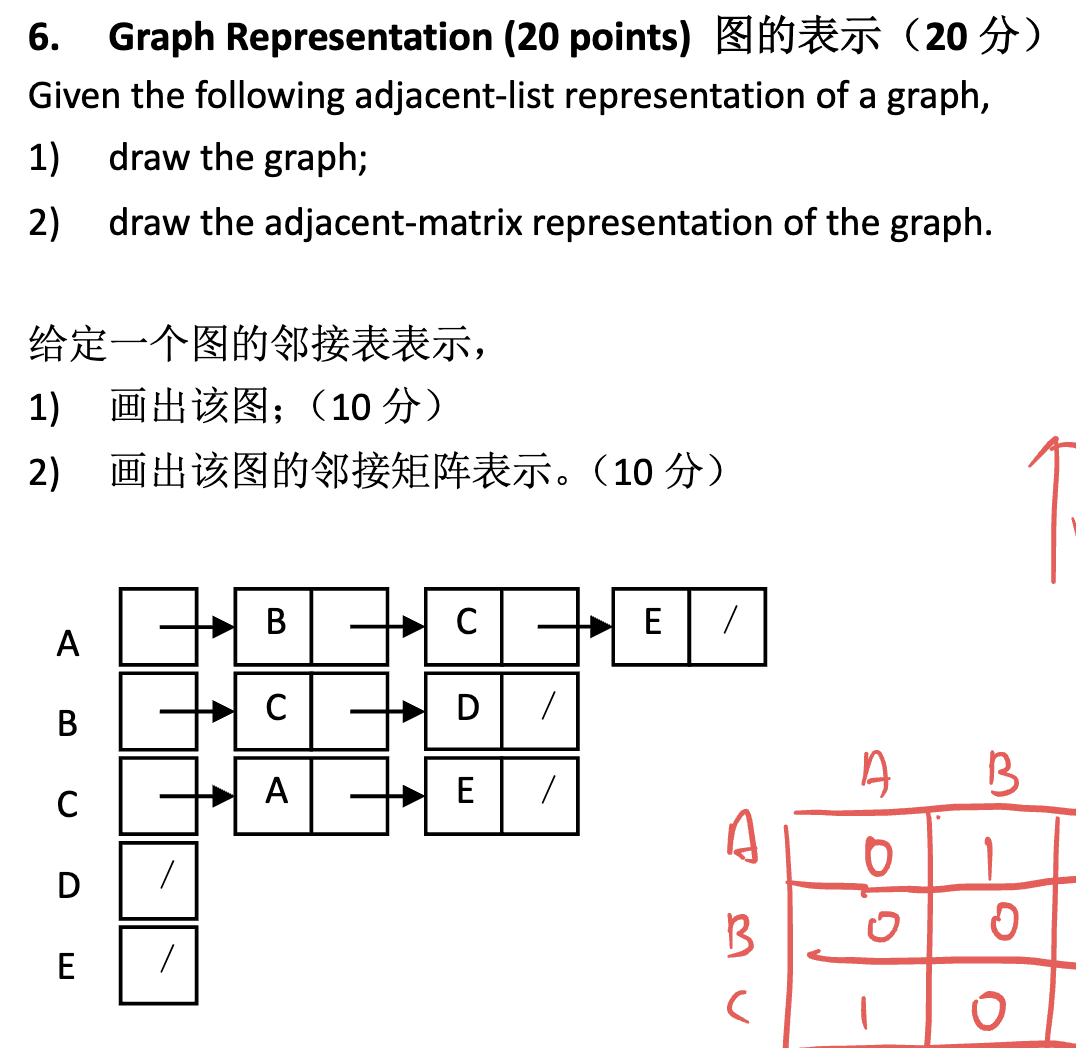 6. Graph Representation (20 points) 图的表示（20 分）
Given the following adjacent-list representation of a graph,
1) draw the graph;
2) draw the adjacent-matrix representation of the graph.
给定一个图的邻接表表示，
1) 画出该图；（10 分）
2) 画出该图的邻接矩阵表示。（10 分）
A B C E /
B C D /
C A E /
D /
E /
A B
A 0 1
B 0 0
C 1 0